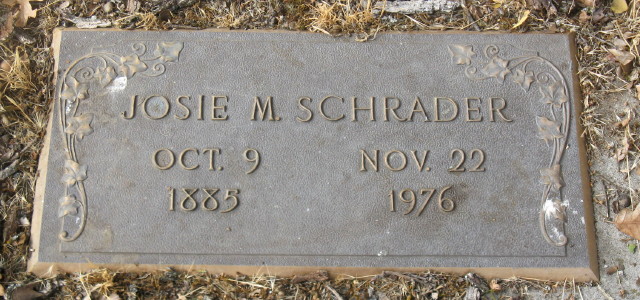 JOSIE M. SCHRADER
OCT. 9 NOV. 22
1885 1976